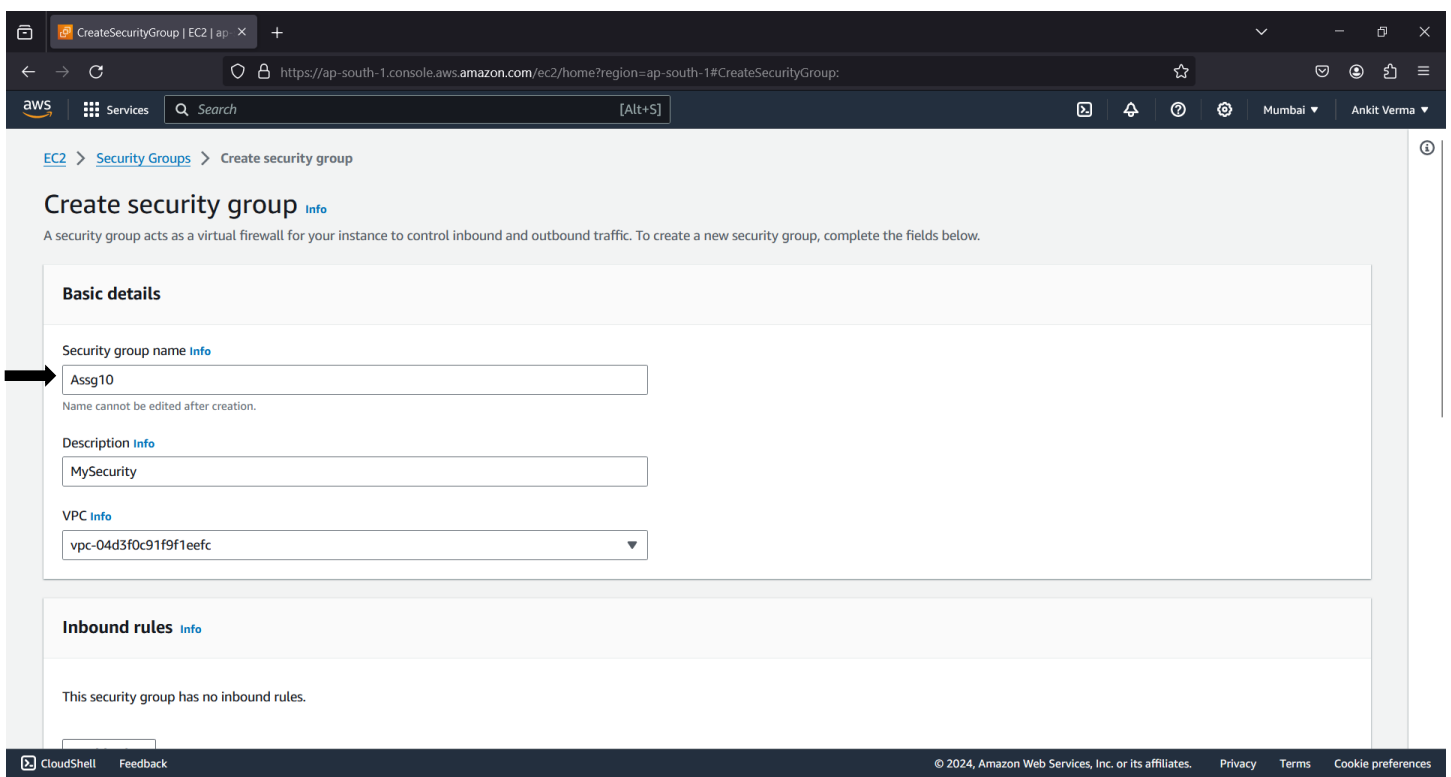 CreateSecurityGroup | EC2 | ap-
https://ap-south-1.console.aws.amazon.com/ec2/home?region=ap-south-1#CreateSecurityGroup:
aws Services Search [Alt+S] Mumbai Ankit Verma
EC2 Security Groups Create security group
Create security group Info
A security group acts as a virtual firewall for your instance to control inbound and outbound traffic. To create a new security group, complete the fields below.
Basic details
Security group name Info
Assg10
Name cannot be edited after creation.
Description Info
MySecurity
VPC Info
vpc-04d3f0c91f9f1eefc
Inbound rules Info
This security group has no inbound rules.
CloudShell Feedback © 2024, Amazon Web Services, Inc. or its affiliates. Privacy Terms Cookie preferences